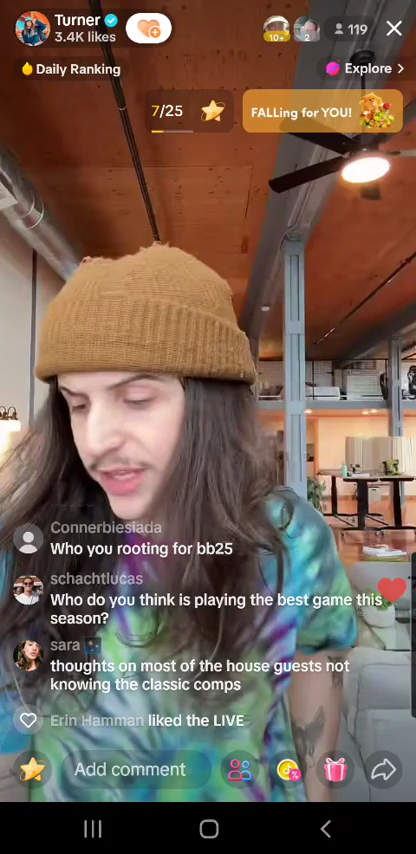 Turner
3.4K likes
10+
2
119
Daily Ranking
Explore >
7/25
FALLing for YOU!
Connerbiesiada
Who you rooting for bb25
schachtlucas
Who do you think is playing the best game this
season?
sara
thoughts on most of the house guests not
knowing the classic comps
Erin Hamman liked the LIVE
Add comment